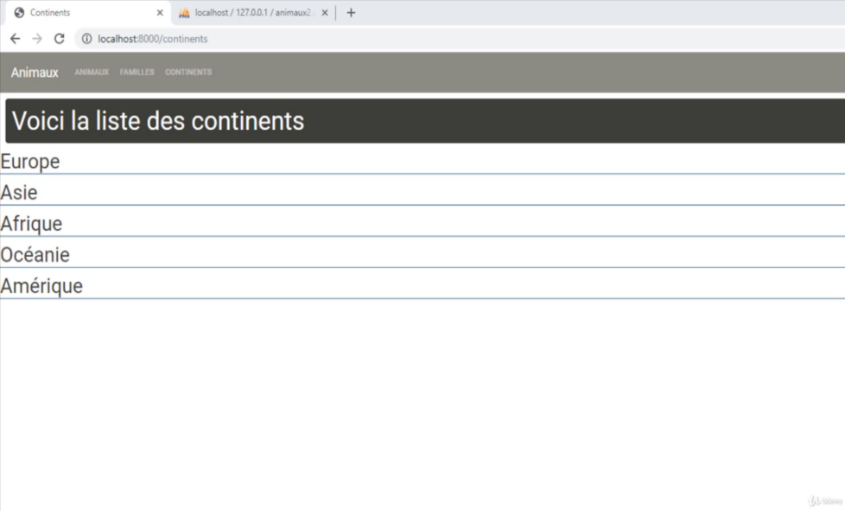 Continents
localhost / 127.0.0.1 / animaux2
localhost:8000/continents
Animaux ANIMAUX FAMILLES CONTINENTS
Voici la liste des continents
Europe
Asie
Afrique
Océanie
Amérique
Udemy